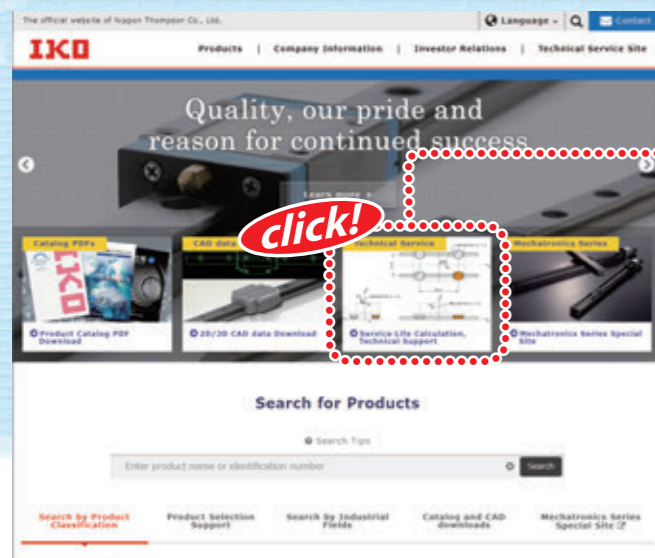 The official website of Nippon Thompson Co., Ltd.
Language
Contact
IKO
Products | Company Information | Investor Relations | Technical Service Site
Quality, our pride and
reason for continued success
Learn more >
click!
Catalog PDFs
CAD data
Technical Service
Mechatronics Series
IKO
Product Catalog PDF
Download
2D/3D CAD data Download
Service Life Calculation,
Technical Support
Mechatronics Series Special
Site
Search for Products
Search Tips
Enter product name or identification number
Search
Search by Product
Classification
Product Selection
Support
Search by Industrial
Fields
Catalog and CAD
downloads
Mechatronics Series
Special Site